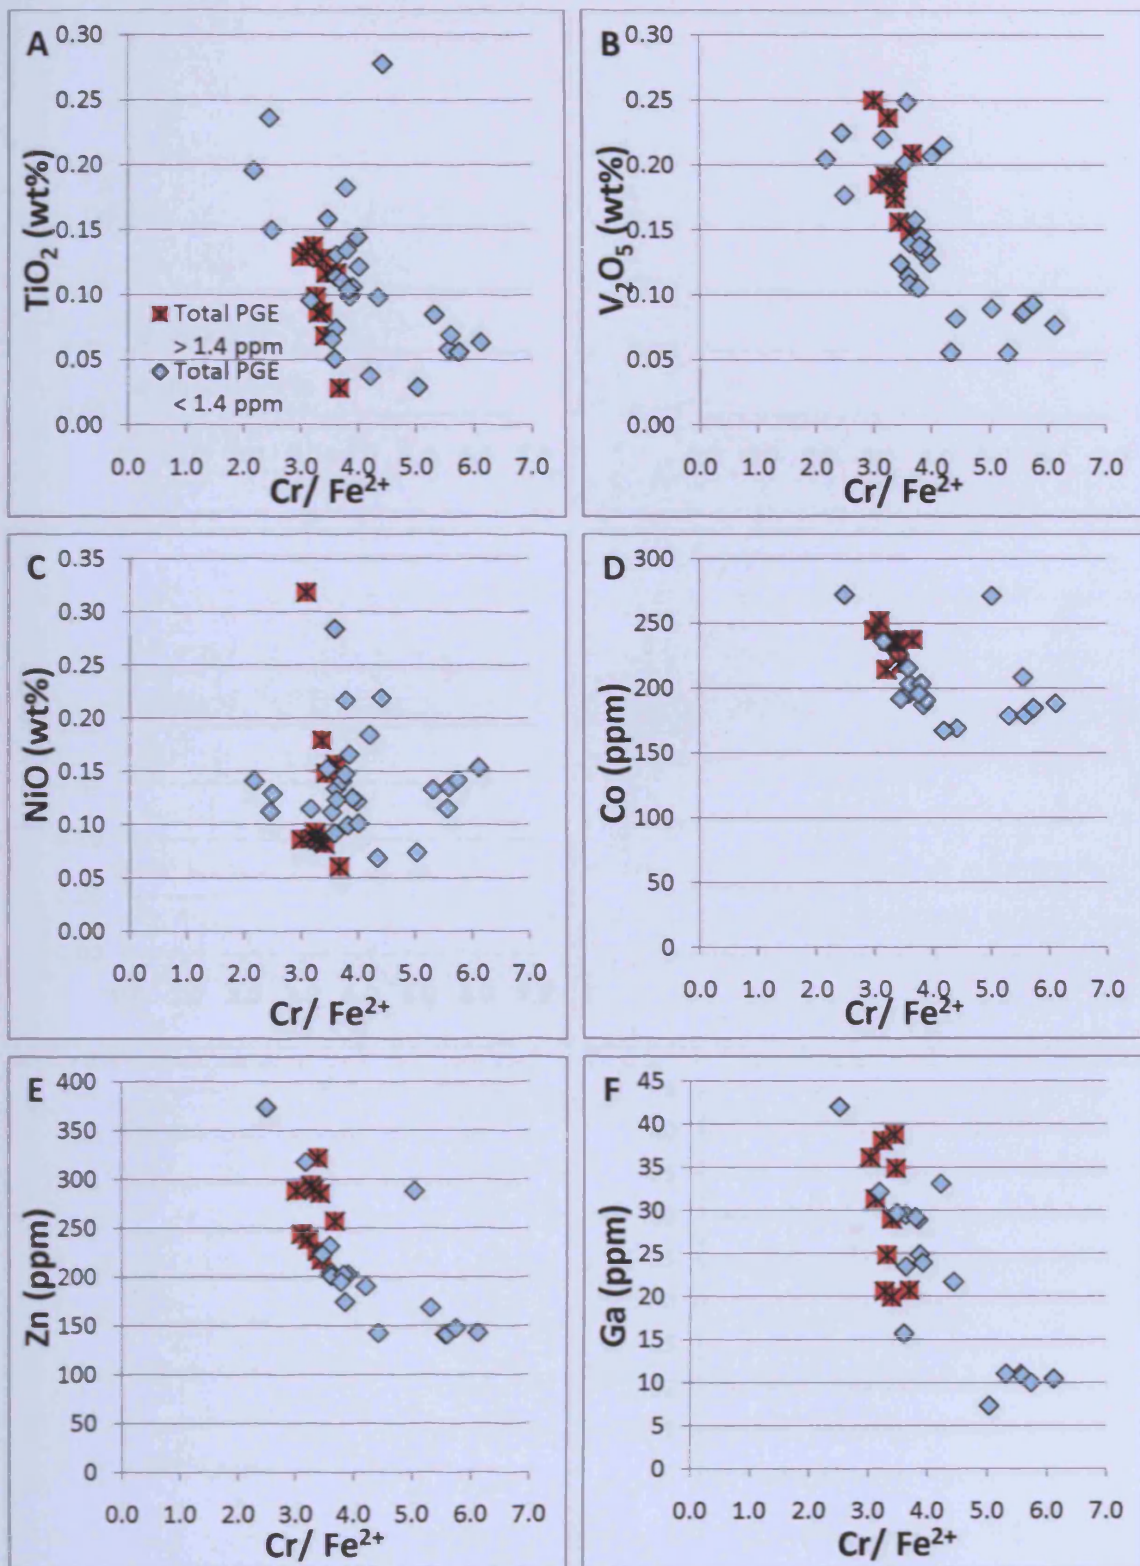 A
0.30
0.25
0.20
0.15
0.10
0.05
0.00
TiO2 (wt%)
Total PGE
> 1.4 ppm
Total PGE
< 1.4 ppm
0.0 1.0 2.0 3.0 4.0 5.0 6.0 7.0
Cr/ Fe2+
B
0.30
0.25
0.20
0.15
0.10
0.05
0.00
V2O5 (wt%)
0.0 1.0 2.0 3.0 4.0 5.0 6.0 7.0
Cr/ Fe2+
C
0.35
0.30
0.25
0.20
0.15
0.10
0.05
0.00
NiO (wt%)
0.0 1.0 2.0 3.0 4.0 5.0 6.0 7.0
Cr/ Fe2+
D
300
250
200
150
100
50
0
Co (ppm)
0.0 1.0 2.0 3.0 4.0 5.0 6.0 7.0
Cr/ Fe2+
E
400
350
300
250
200
150
100
50
0
Zn (ppm)
0.0 1.0 2.0 3.0 4.0 5.0 6.0 7.0
Cr/ Fe2+
F
45
40
35
30
25
20
15
10
5
0
Ga (ppm)
0.0 1.0 2.0 3.0 4.0 5.0 6.0 7.0
Cr/ Fe2+